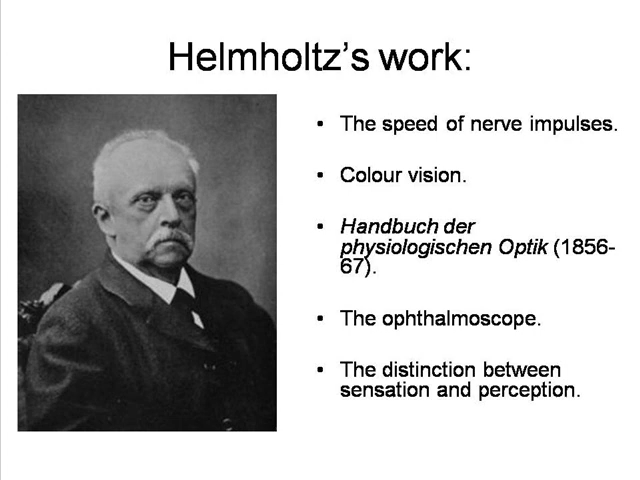 Helmholtz's work:
• The speed of nerve impulses.
• Colour vision.
• Handbuch der
physiologischen Optik (1856-
67).
• The ophthalmoscope.
• The distinction between
sensation and perception.